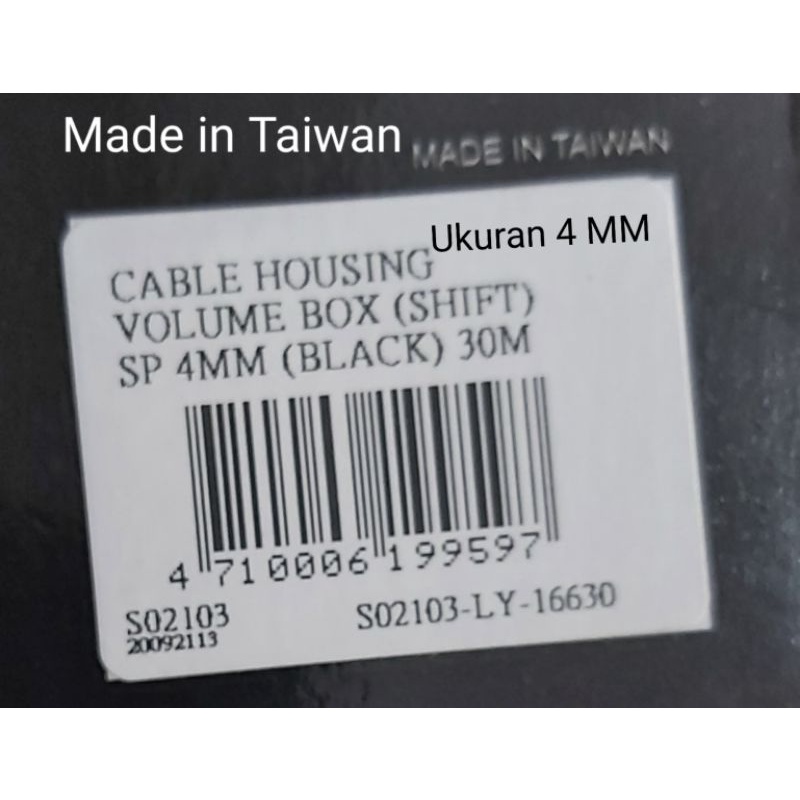 Made in Taiwan
MADE IN TAIWAN
Ukuran 4 MM
CABLE HOUSING
VOLUME BOX (SHIFT)
SP 4MM (BLACK) 30M
4 710006 199597
S02103
S02103-LY-16630
20092113